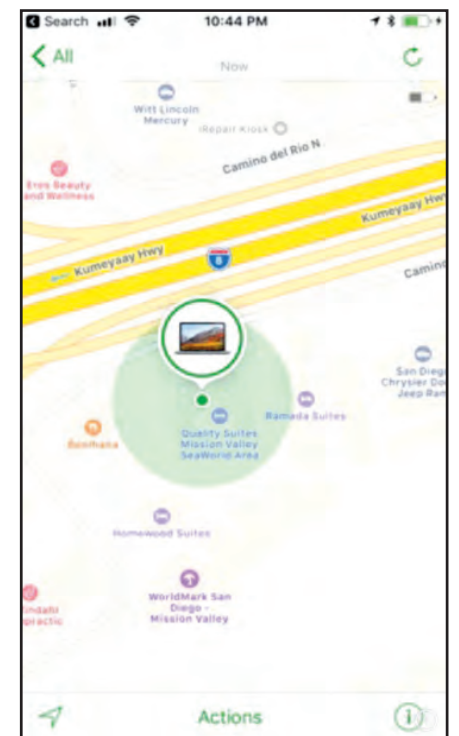 Search
10:44 PM
All
Now
Witt Lincoln
Mercury
iRepair Kiosk
Camino del Rio N
Eros Beauty
and Wellness
Kumeyaay Hwy
Kumeyaay Hwy
8
Camino
San Diego
Chrysler Do
Jeep Ram
Ramada Suites
Benihana
Quality Suites
Mission Valley
SeaWorld Area
Homewood Suites
WorldMark San
Diego -
Mission Valley
Actions